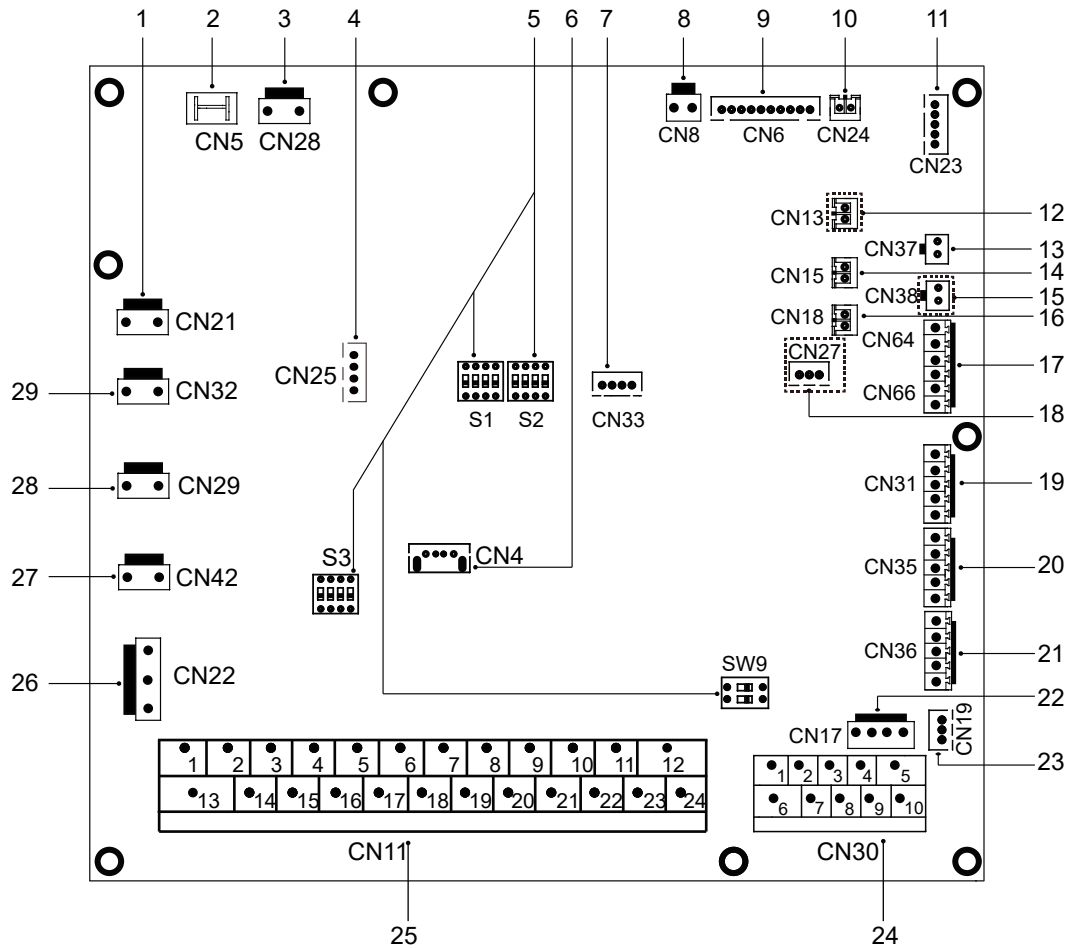 1 2 3 4 5 6 7 8 9 10 11
CN5 CN28 CN8 CN6 CN24
CN23
CN13 12
CN37 13
CN15 14
CN38 15
CN18 16
CN21
CN64
CN25 CN27 17
29 CN32 CN66
S1 S2 CN33 18
28 CN29 CN31 19
S3 CN4
27 CN42 CN35 20
CN36 21
26 CN22 SW9
22
CN17 CN19
23
1 2 3 4 5 6 7 8 9 10 11 12
1 2 3 4 5
13 14 15 16 17 18 19 20 21 22 23 24
6 7 8 9 10
CN11 CN30
25 24